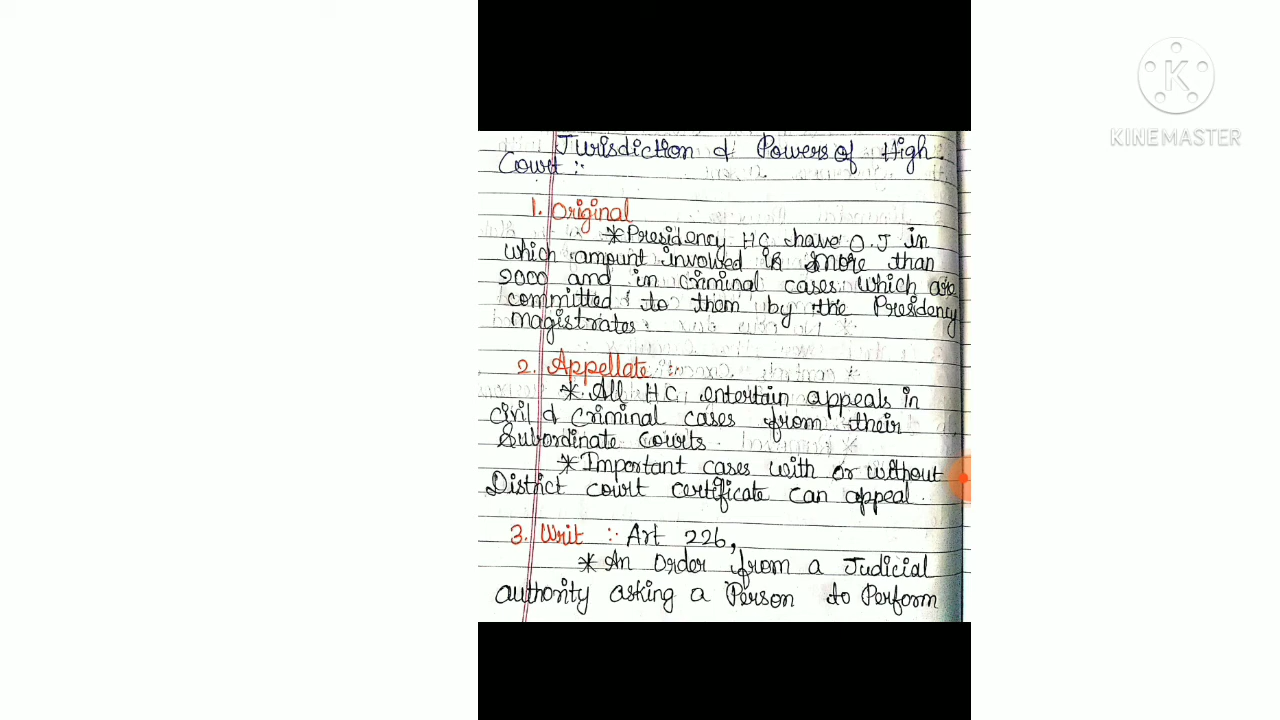 KINEMASTER
Jurisdiction & Powers of High
Court :-
1. Original
* Presidency HC have O.J in
which amount involved is more than
2000 and in criminal cases which are
committed to them by the Presidency
magistrates
2. Appellate
* All HC entertain appeals in
civil & criminal cases from their
Subordinate Courts.
* Important cases with or without
District court certificate can appeal.
3. Writ :- Art 226,
* An Order from a Judicial
authority asking a Person to Perform